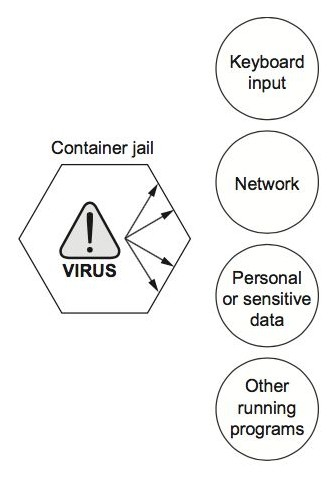 Container jail
!
VIRUS
Keyboard
input
Network
Personal
or sensitive
data
Other
running
programs